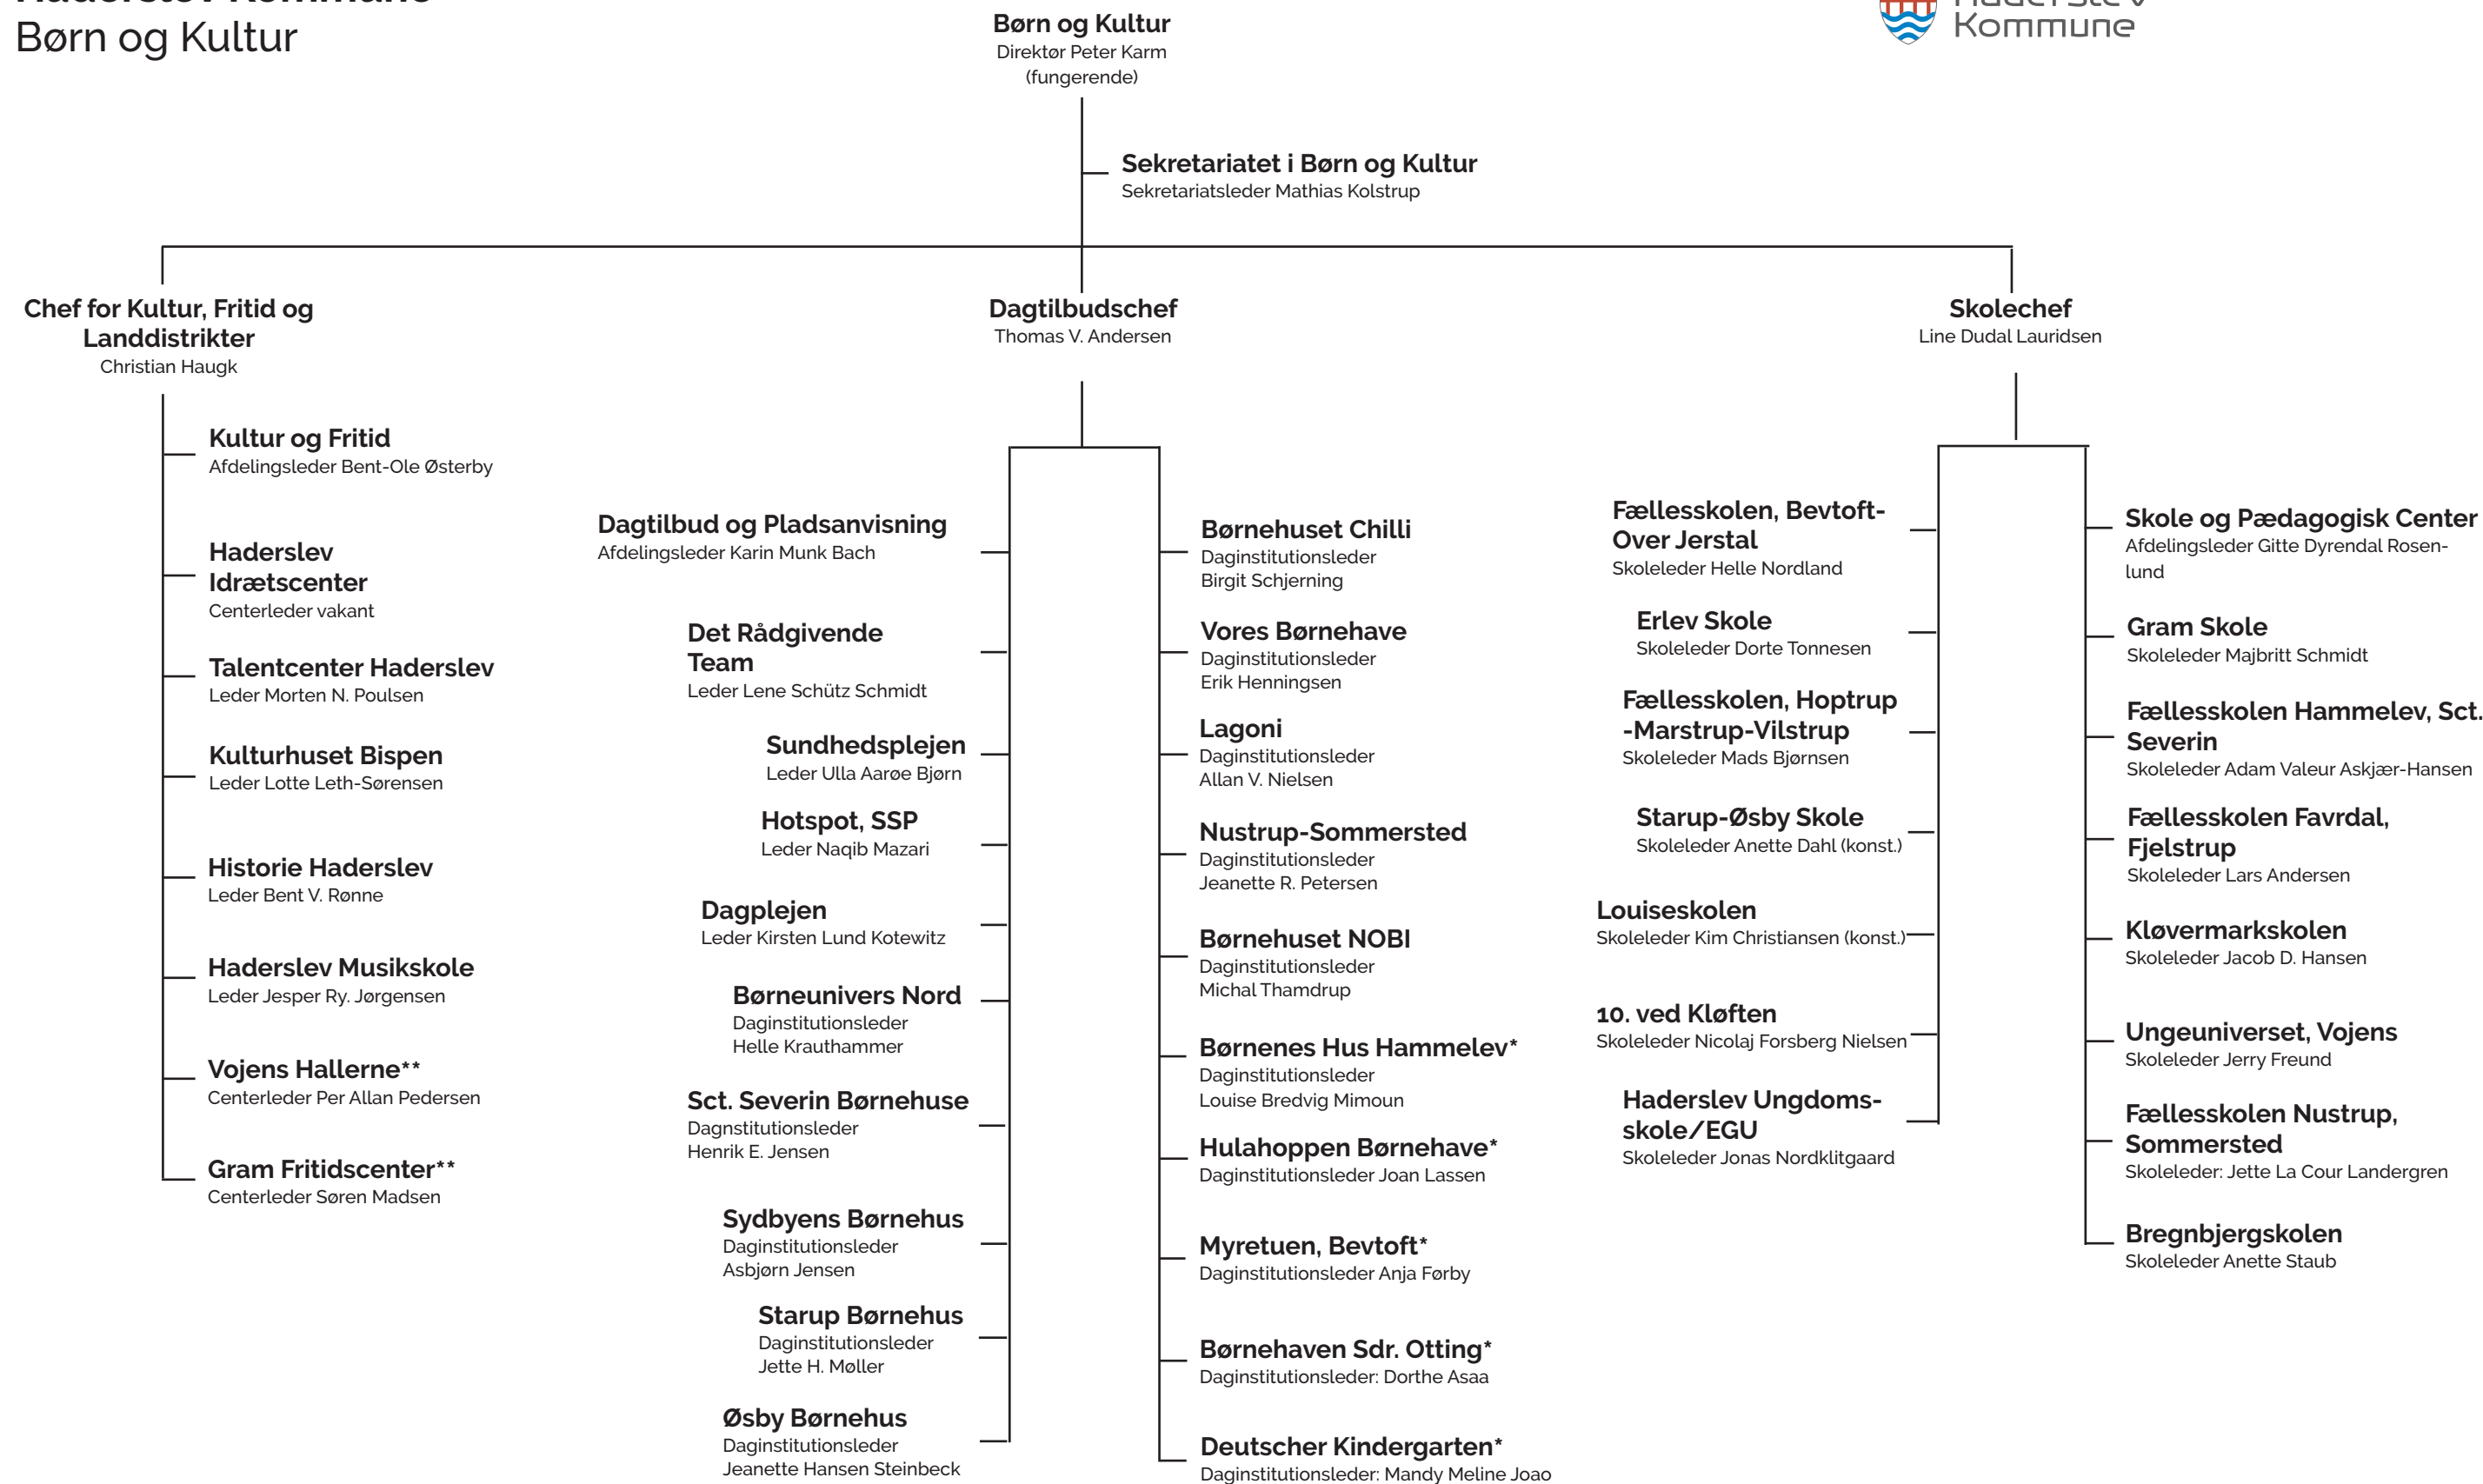 Haderslev Kommune
Børn og Kultur
Børn og Kultur
Direktør Peter Karm
(fungerende)
Haderslev
Kommune
Sekretariatet i Børn og Kultur
Sekretariatsleder Mathias Kolstrup
Chef for Kultur, Fritid og
Landdistrikter
Christian Haugk
Kultur og Fritid
Afdelingsleder Bent-Ole Østerby
Haderslev
Idrætscenter
Centerleder vakant
Talentcenter Haderslev
Leder Morten N. Poulsen
Kulturhuset Bispen
Leder Lotte Leth-Sørensen
Historie Haderslev
Leder Bent V. Rønne
Haderslev Musikskole
Leder Jesper Ry. Jørgensen
Vojens Hallerne**
Centerleder Per Allan Pedersen
Gram Fritidscenter**
Centerleder Søren Madsen
Dagtilbudschef
Thomas V. Andersen
Dagtilbud og Pladsanvisning
Afdelingsleder Karin Munk Bach
Det Rådgivende
Team
Leder Lene Schütz Schmidt
Sundhedsplejen
Leder Ulla Aarøe Bjørn
Hotspot, SSP
Leder Naqib Mazari
Dagplejen
Leder Kirsten Lund Kotewitz
Børneunivers Nord
Daginstitutionsleder
Helle Krauthammer
Sct. Severin Børnehuse
Dagnstitutionsleder
Henrik E. Jensen
Sydbyens Børnehus
Daginstitutionsleder
Asbjørn Jensen
Starup Børnehus
Daginstitutionsleder
Jette H. Møller
Øsby Børnehus
Daginstitutionsleder
Jeanette Hansen Steinbeck
Børnehuset Chilli
Daginstitutionsleder
Birgit Schjerning
Vores Børnehave
Daginstitutionsleder
Erik Henningsen
Lagoni
Daginstitutionsleder
Allan V. Nielsen
Nustrup-Sommersted
Daginstitutionsleder
Jeanette R. Petersen
Børnehuset NOBI
Daginstitutionsleder
Michal Thamdrup
Børnenes Hus Hammelev*
Daginstitutionsleder
Louise Bredvig Mimoun
Hulahoppen Børnehave*
Daginstitutionsleder Joan Lassen
Myretuen, Bevtoft*
Daginstitutionsleder Anja Førby
Børnehaven Sdr. Otting*
Daginstitutionsleder: Dorthe Asaa
Deutscher Kindergarten*
Daginstitutionsleder: Mandy Meline Joao
Skolechef
Line Dudal Lauridsen
Fællesskolen, Bevtoft-
Over Jerstal
Skoleleder Helle Nordland
Erlev Skole
Skoleleder Dorte Tonnesen
Fællesskolen, Hoptrup
-Marstrup-Vilstrup
Skoleleder Mads Bjørnsen
Starup-Øsby Skole
Skoleleder Anette Dahl (konst.)
Louiseskolen
Skoleleder Kim Christiansen (konst.)
10. ved Kløften
Skoleleder Nicolaj Forsberg Nielsen
Haderslev Ungdoms-
skole/EGU
Skoleleder Jonas Nordklitgaard
Skole og Pædagogisk Center
Afdelingsleder Gitte Dyrendal Rosen-
lund
Gram Skole
Skoleleder Majbritt Schmidt
Fællesskolen Hammelev, Sct.
Severin
Skoleleder Adam Valeur Askjær-Hansen
Fællesskolen Favrdal,
Fjelstrup
Skoleleder Lars Andersen
Kløvermarkskolen
Skoleleder Jacob D. Hansen
Ungeuniverset, Vojens
Skoleleder Jerry Freund
Fællesskolen Nustrup,
Sommersted
Skoleleder: Jette La Cour Landergren
Bregnbjergskolen
Skoleleder Anette Staub